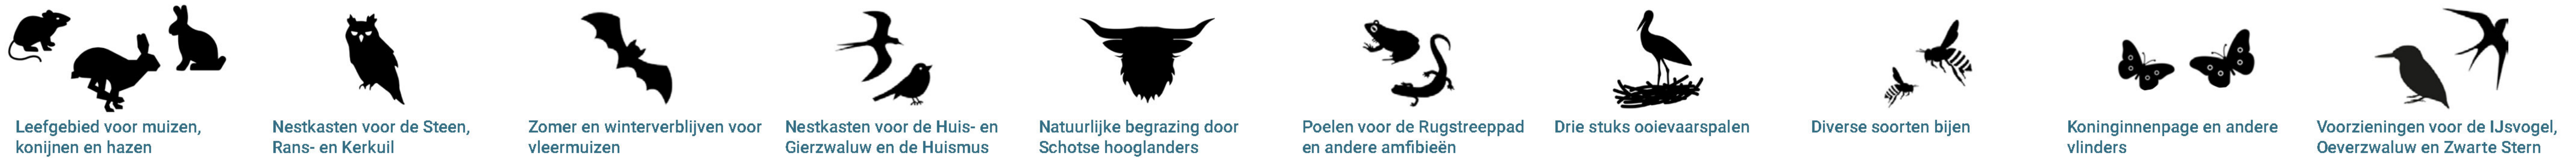 Leefgebied voor muizen,
konijnen en hazen
Nestkasten voor de Steen,
Rans- en Kerkuil
Zomer en winterverblijven voor
vleermuizen
Nestkasten voor de Huis- en
Gierzwaluw en de Huismus
Natuurlijke begrazing door
Schotse hooglanders
Poelen voor de Rugstreeppad
en andere amfibieën
Drie stuks ooievaarspalen
Diverse soorten bijen
Koninginnenpage en andere
vlinders
Voorzieningen voor de IJsvogel,
Oeverzwaluw en Zwarte Stern